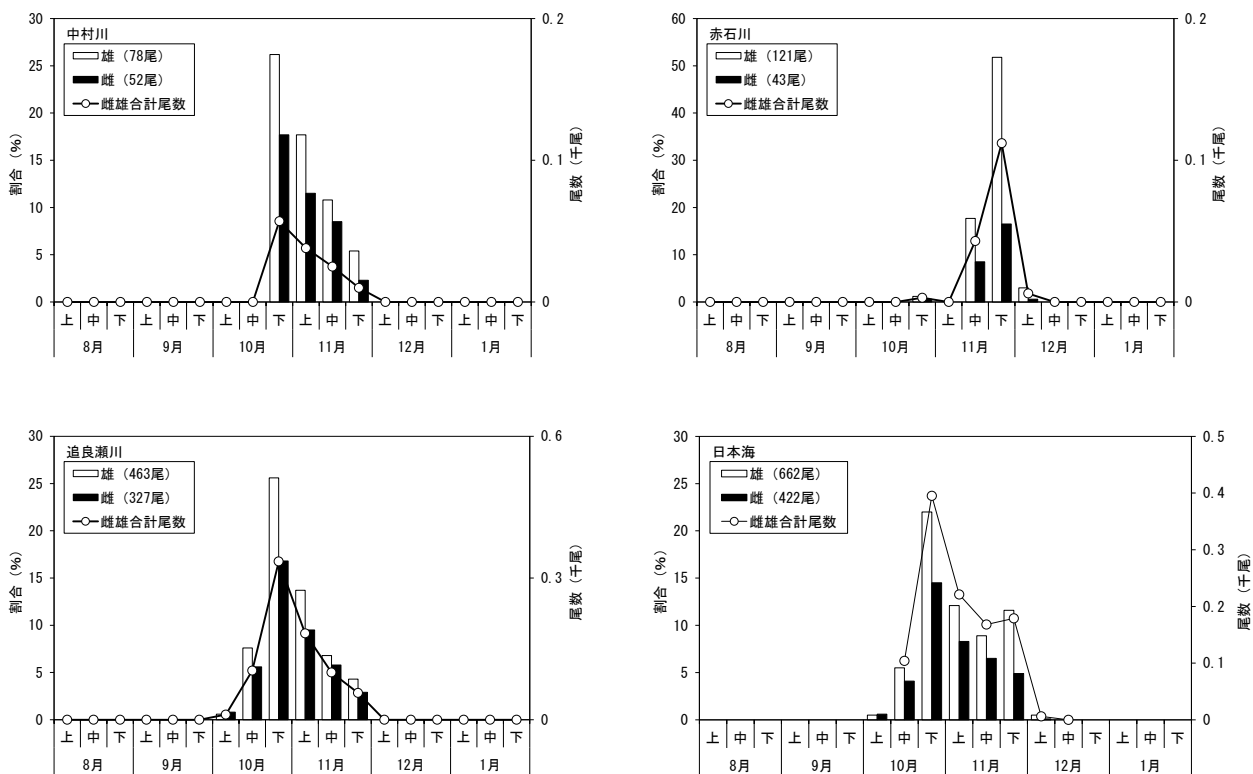 中村川
雄（78尾）
雌（52尾）
雌雄合計尾数
割合（%）
30
25
20
15
10
5
0
尾数（千尾）
0.2
0.1
0
上 中 下 上 中 下 上 中 下 上 中 下 上 中 下 上 中 下
8月 9月 10月 11月 12月 1月
赤石川
雄（121尾）
雌（43尾）
雌雄合計尾数
割合（%）
60
50
40
30
20
10
0
尾数（千尾）
0.2
0.1
0
上 中 下 上 中 下 上 中 下 上 中 下 上 中 下 上 中 下
8月 9月 10月 11月 12月 1月
追良瀬川
雄（463尾）
雌（327尾）
雌雄合計尾数
割合（%）
30
25
20
15
10
5
0
尾数（千尾）
0.6
0.3
0
上 中 下 上 中 下 上 中 下 上 中 下 上 中 下 上 中 下
8月 9月 10月 11月 12月 1月
日本海
雄（662尾）
雌（422尾）
雌雄合計尾数
割合（%）
30
25
20
15
10
5
0
尾数（千尾）
0.5
0.4
0.3
0.2
0.1
0
上 中 下 上 中 下 上 中 下 上 中 下 上 中 下 上 中 下
8月 9月 10月 11月 12月 1月